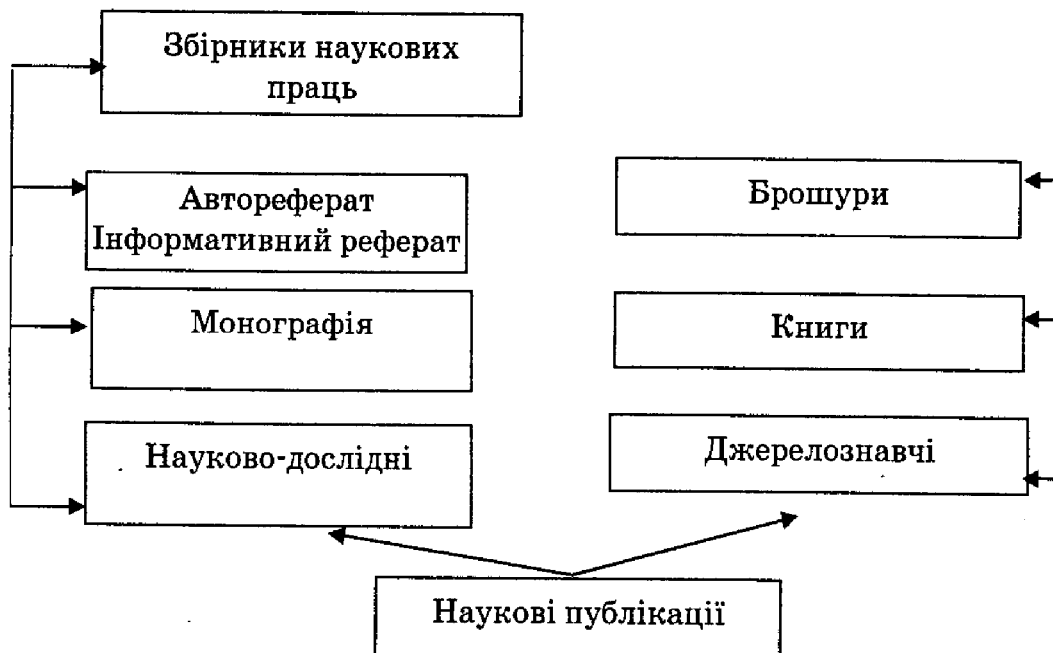 Збірники наукових
праць
Автореферат
Інформативний реферат
Брошури
Монографія
Книги
Науково-дослідні
Джерелознавчі
Наукові публікації